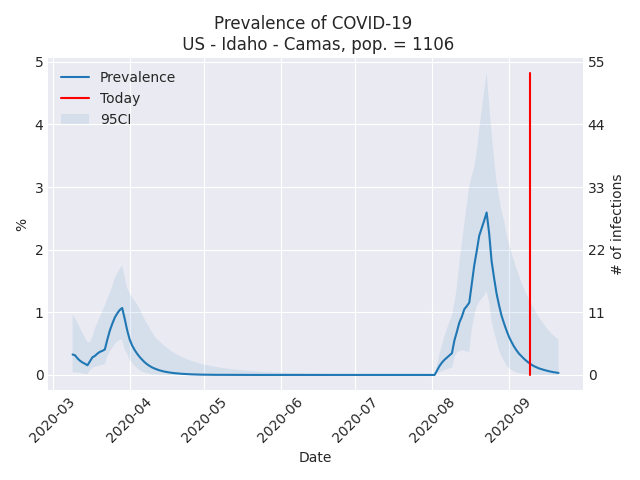 Prevalence of COVID-19
US - Idaho - Camas, pop. = 1106
Prevalence
Today
95CI
5
4
3
2
1
0
%
55
44
33
22
11
0
# of infections
2020-03
2020-04
2020-05
2020-06
2020-07
2020-08
2020-09
Date